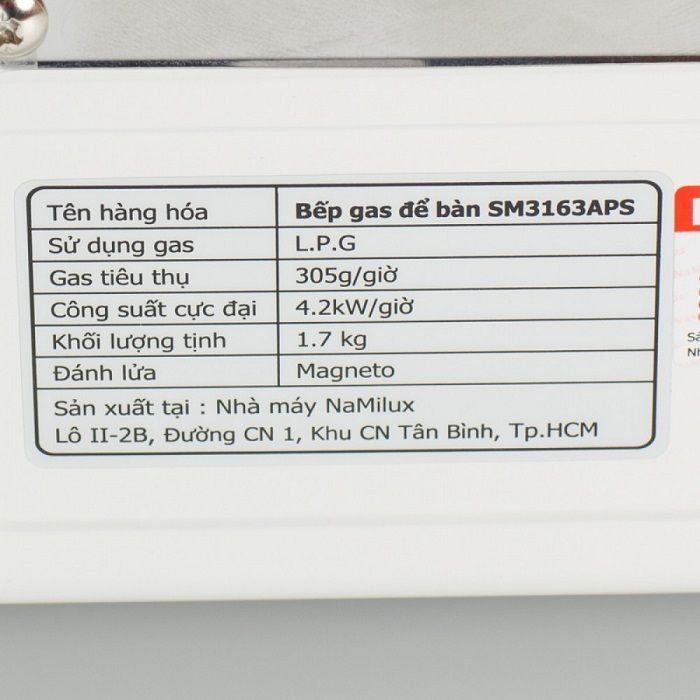 Tên hàng hóa Bếp gas để bàn SM3163APS
Sử dụng gas L.P.G
Gas tiêu thụ 305g/giờ
Công suất cực đại 4.2kW/giờ
Khối lượng tịnh 1.7 kg
Đánh lửa Magneto
Sản xuất tại : Nhà máy NaMilux
Lô II-2B, Đường CN 1, Khu CN Tân Bình, Tp.HCM